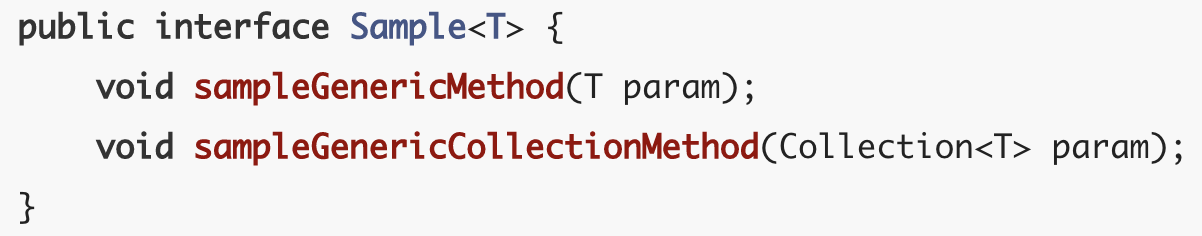 public interface Sample<T> {
    void sampleGenericMethod(T param);
    void sampleGenericCollectionMethod(Collection<T> param);
}